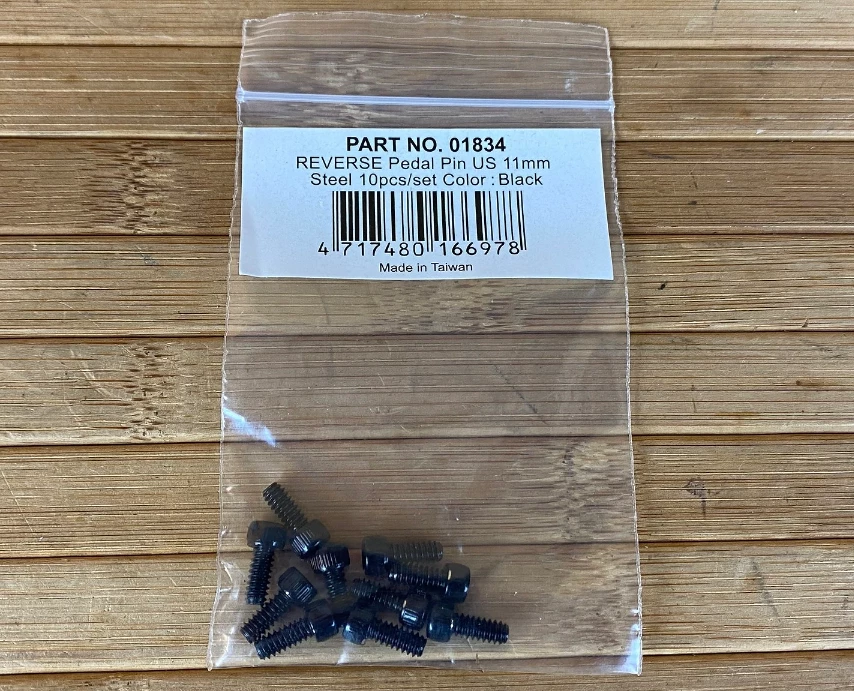 PART NO. 01834
REVERSE Pedal Pin US 11mm
Steel 10pcs/set Color : Black
4 717480 166978
Made in Taiwan